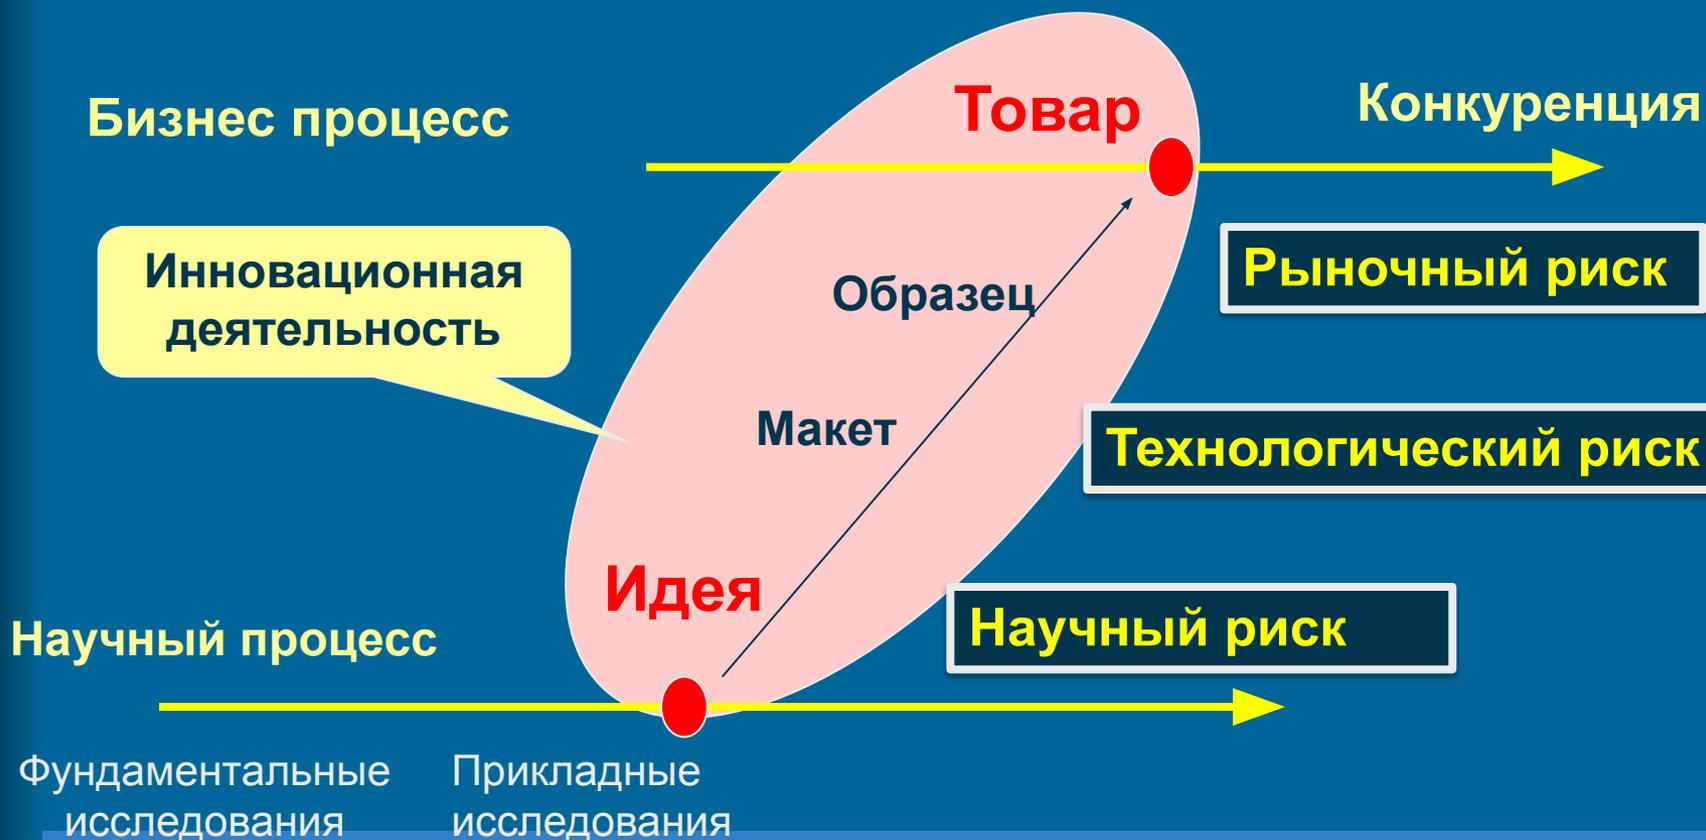 Бизнес процесс
Товар
Конкуренция
Инновационная
деятельность
Рыночный риск
Образец
Макет
Технологический риск
Идея
Научный риск
Научный процесс
Фундаментальные
исследования
Прикладные
исследования